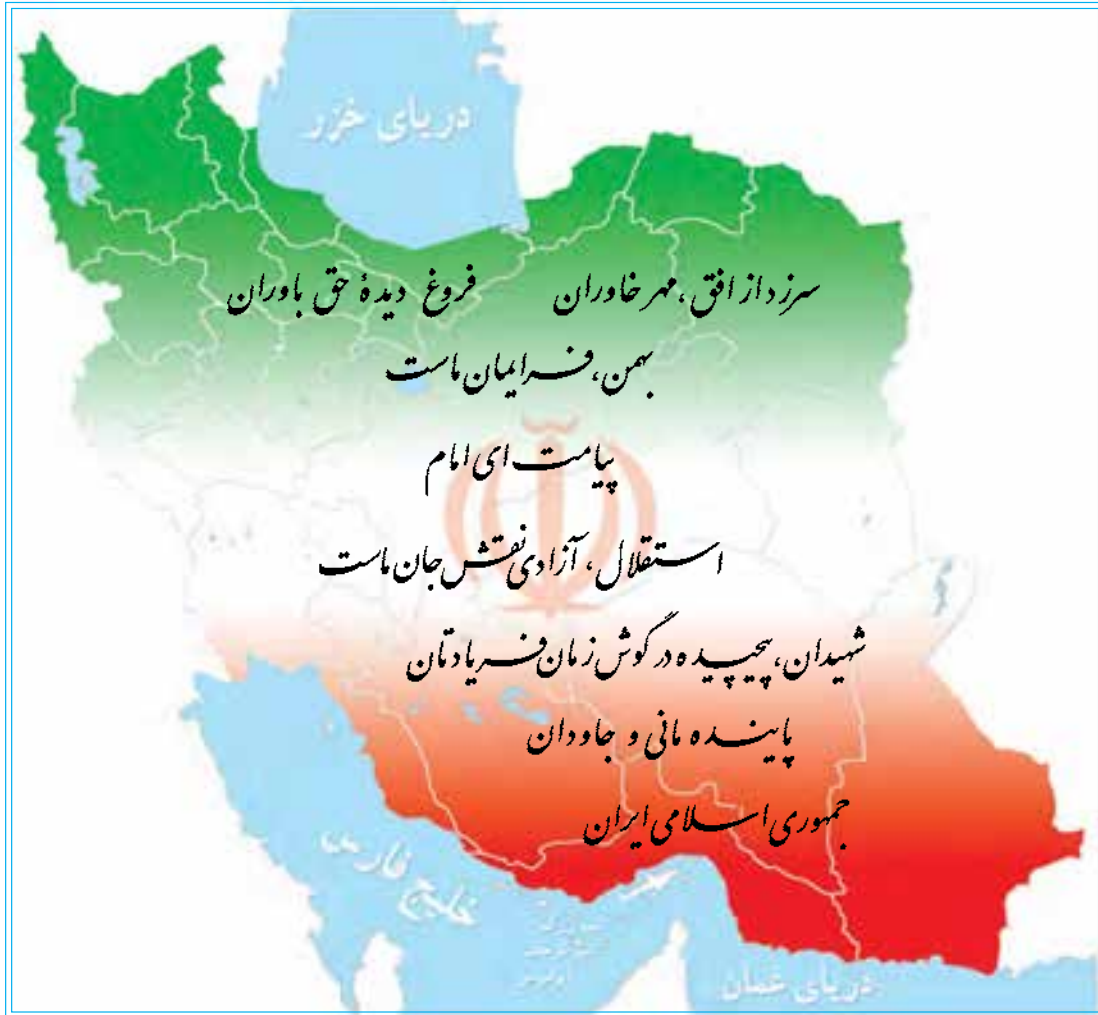 دریای خزر
سرزد از افق، مهر خاوران فروغ دیدهٔ حق باوران
بهمن، فر ایمان ماست
پیامت ای امام
استقلال، آزادی نقش جان ماست
شهیدان، پیچیده در گوش زمان فریادتان
پاینده مانی و جاودان
جمهوری اسلامی ایران
خلیج فارس
دریای عمان